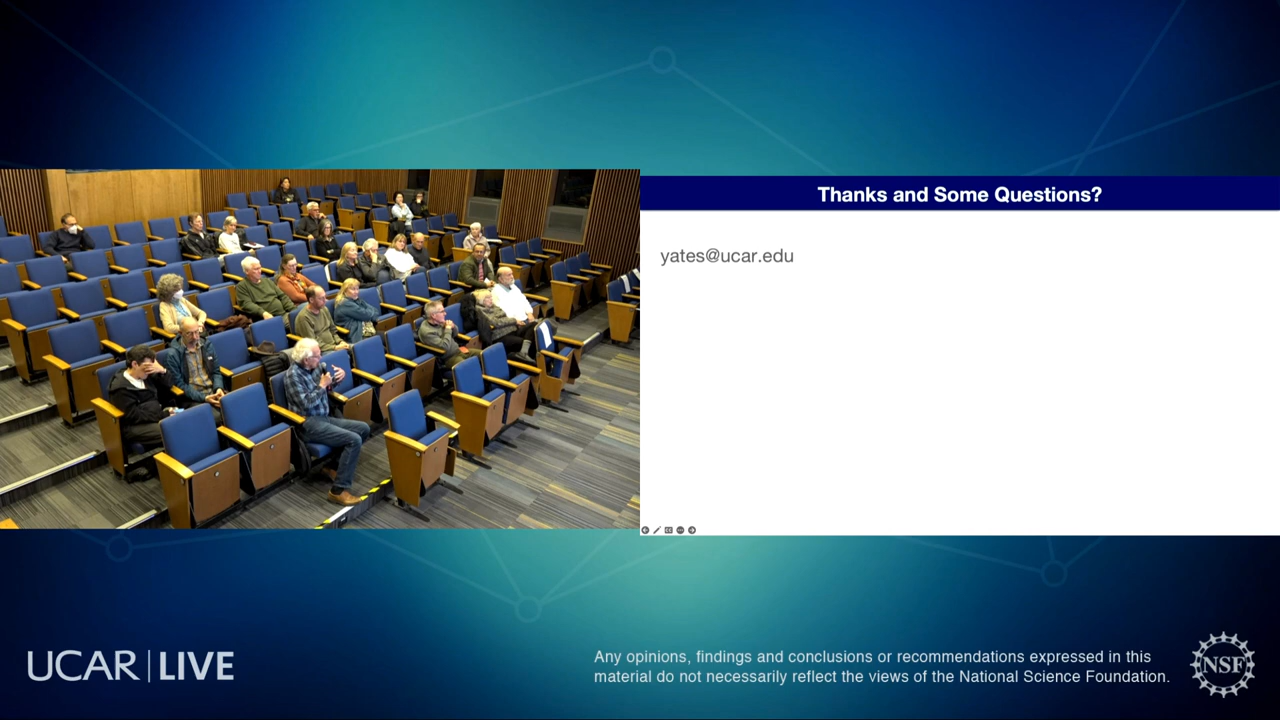 Thanks and Some Questions?
yates@ucar.edu
UCAR | LIVE
Any opinions, findings and conclusions or recommendations expressed in this
material do not necessarily reflect the views of the National Science Foundation.
NSF